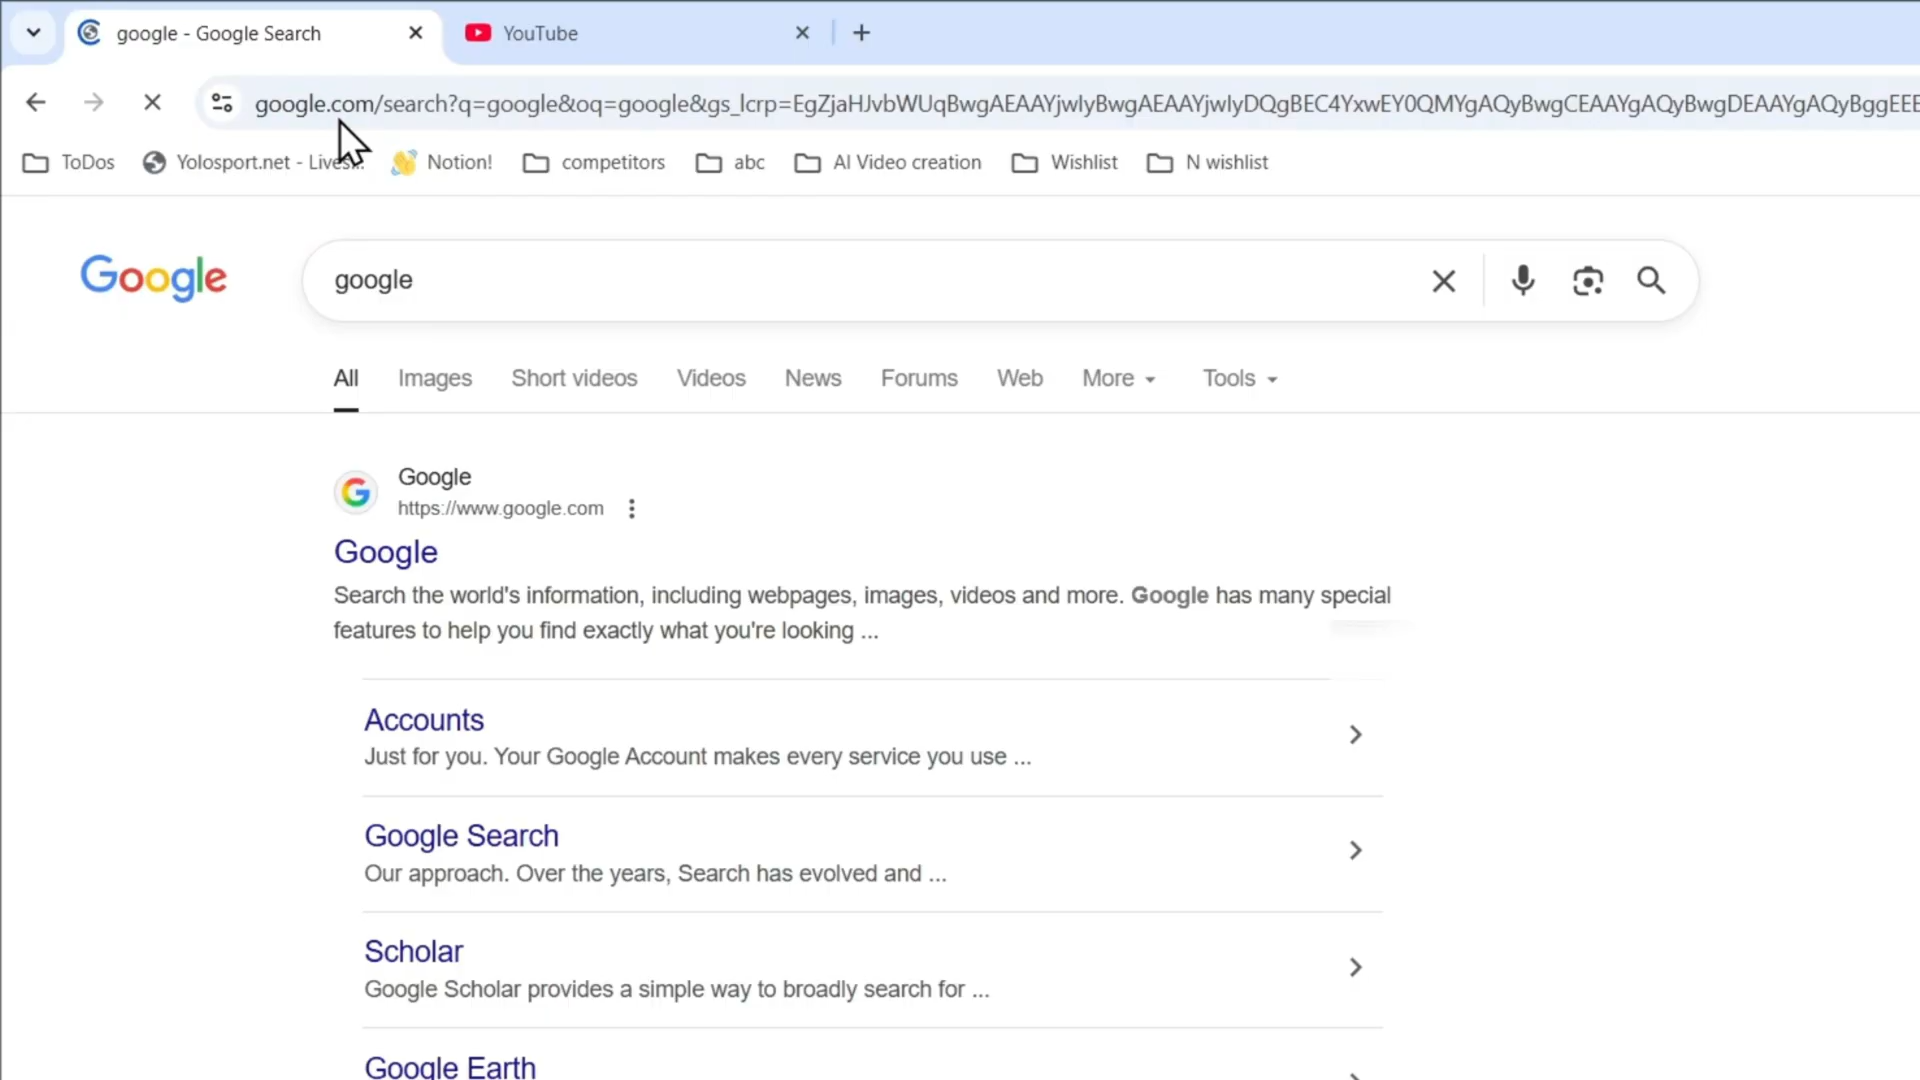 google - Google Search
YouTube
google.com/search?q=google&oq=google&gs_lcrp=EgZjaHJvbWUqBwgAEAAYjwIyBwgAEAAYjwIyDQgBEC4YxwEY0QMYgAQyBwgCEAAYgAQyBwgDEAAYgAQyBggEEE
ToDos
Yolosport.net - Lives...
Notion!
competitors
abc
AI Video creation
Wishlist
N wishlist
Google
google
All
Images
Short videos
Videos
News
Forums
Web
More
Tools
Google
https://www.google.com
Google
Search the world's information, including webpages, images, videos and more. Google has many special
features to help you find exactly what you're looking ...
Accounts
Just for you. Your Google Account makes every service you use ...
Google Search
Our approach. Over the years, Search has evolved and ...
Scholar
Google Scholar provides a simple way to broadly search for ...
Google Earth